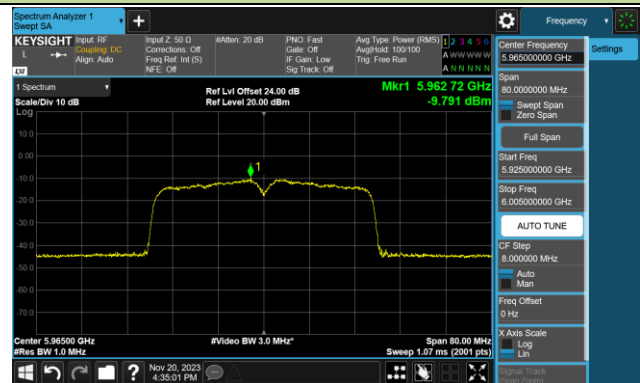 Spectrum Analyzer 1
Swept SA
Frequency
KEYSIGHT
Input: RF
Coupling: DC
Align: Auto
Input Z: 50 Ω
Corrections: Off
Freq Ref: Int (S)
NFE: Off
#Atten: 20 dB
PNO: Fast
Gate: Off
IF Gain: Low
Sig Track: Off
Avg Type: Power (RMS)
Avg|Hold: 100/100
Trig: Free Run
1 2 3 4 5 6
A W W W W W
A N N N N N
L
LXI
1 Spectrum
Scale/Div 10 dB
Log
Ref Lvl Offset 24.00 dB
Ref Level 20.00 dBm
Mkr1 5.962 72 GHz
-9.791 dBm
1
10.0
0.00
-10.0
-20.0
-30.0
-40.0
-50.0
-60.0
-70.0
Center 5.96500 GHz
#Res BW 1.0 MHz
#Video BW 3.0 MHz*
Span 80.00 MHz
Sweep 1.07 ms (2001 pts)
Nov 20, 2023
4:35:01 PM
Center Frequency
5.965000000 GHz
Settings
Span
80.0000000 MHz
Swept Span
Zero Span
Full Span
Start Freq
5.925000000 GHz
Stop Freq
6.005000000 GHz
AUTO TUNE
CF Step
8.000000 MHz
Auto
Man
Freq Offset
0 Hz
X Axis Scale
Log
Lin
Signal Track
(Span Zoom)